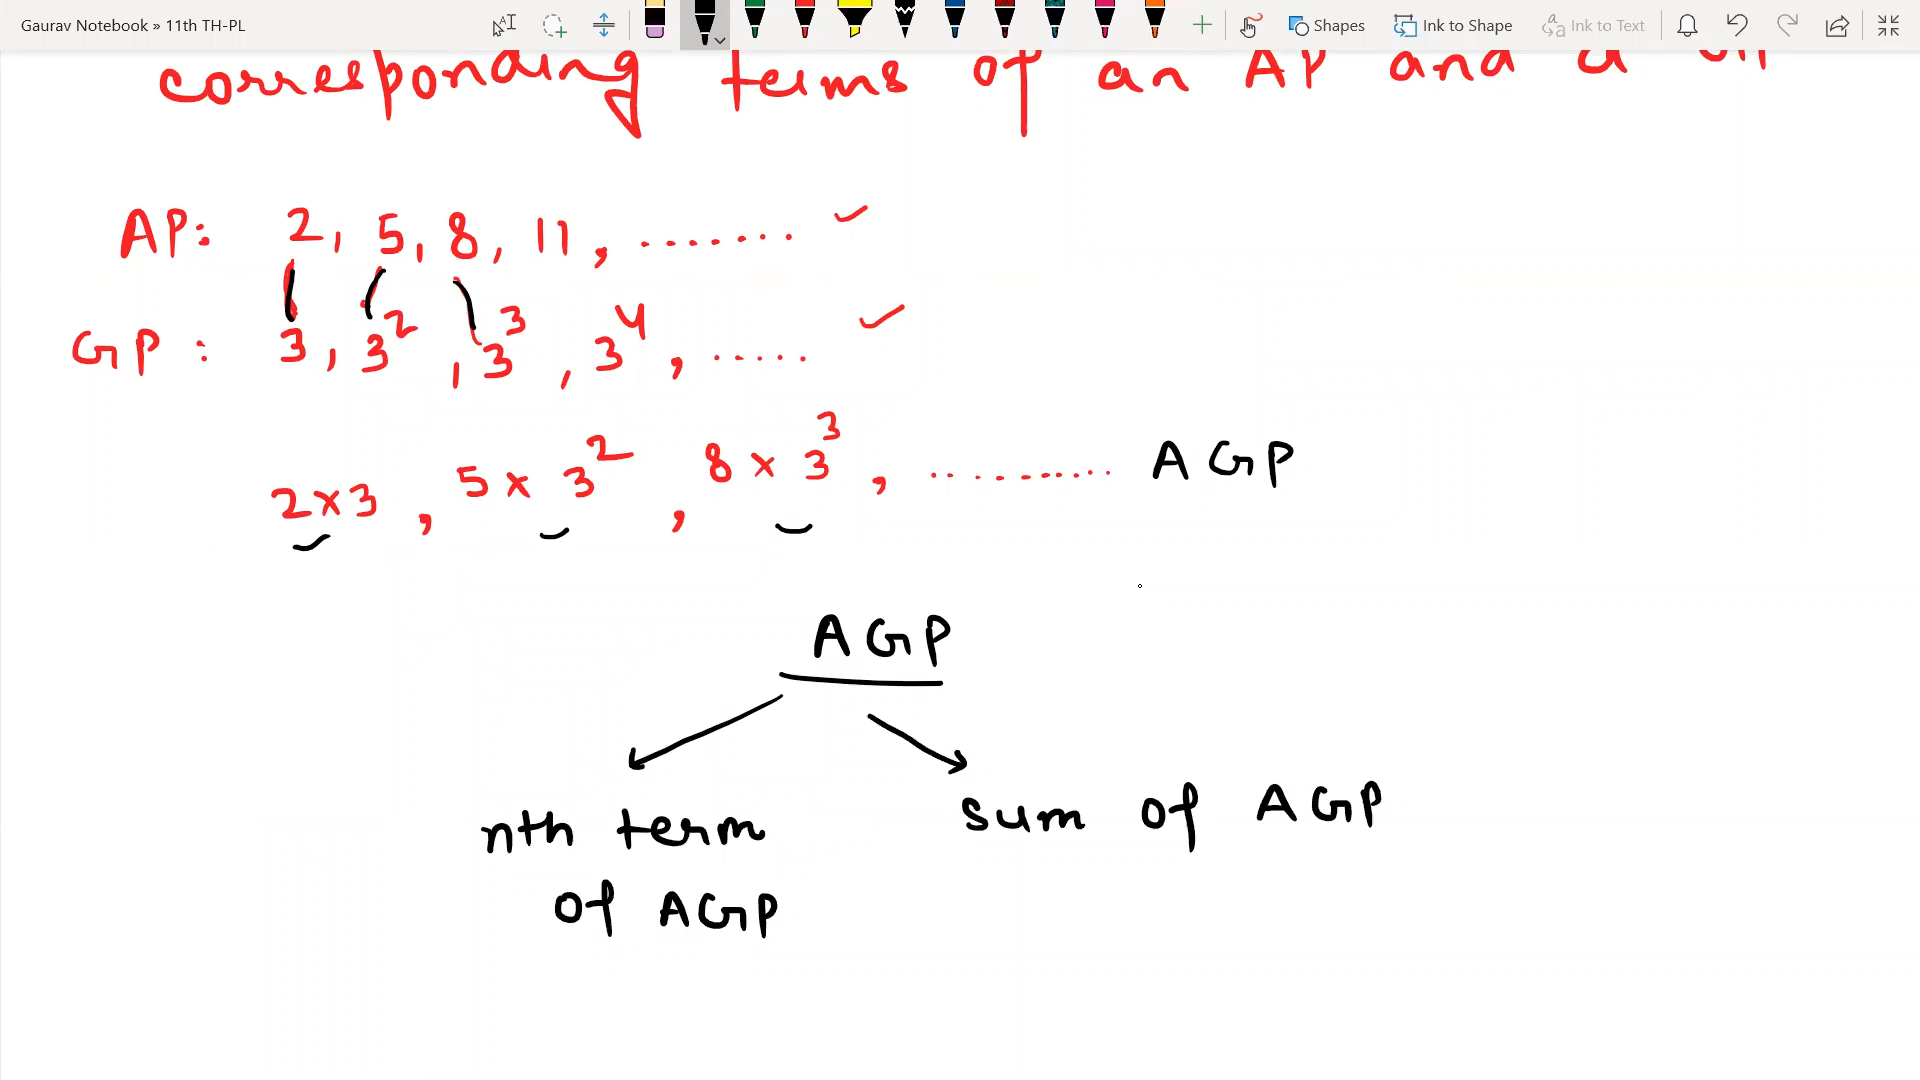 Gaurav Notebook » 11th TH-PL
Shapes
Ink to Shape
Ink to Text
corresponding terms of an AP and a
AP: 2, 5, 8, 11, ........
GP: 3, 3², 3³, 3⁴, .....
2×3, 5×3², 8×3³, .......... AGP
AGP
nth term
of AGP
sum of AGP